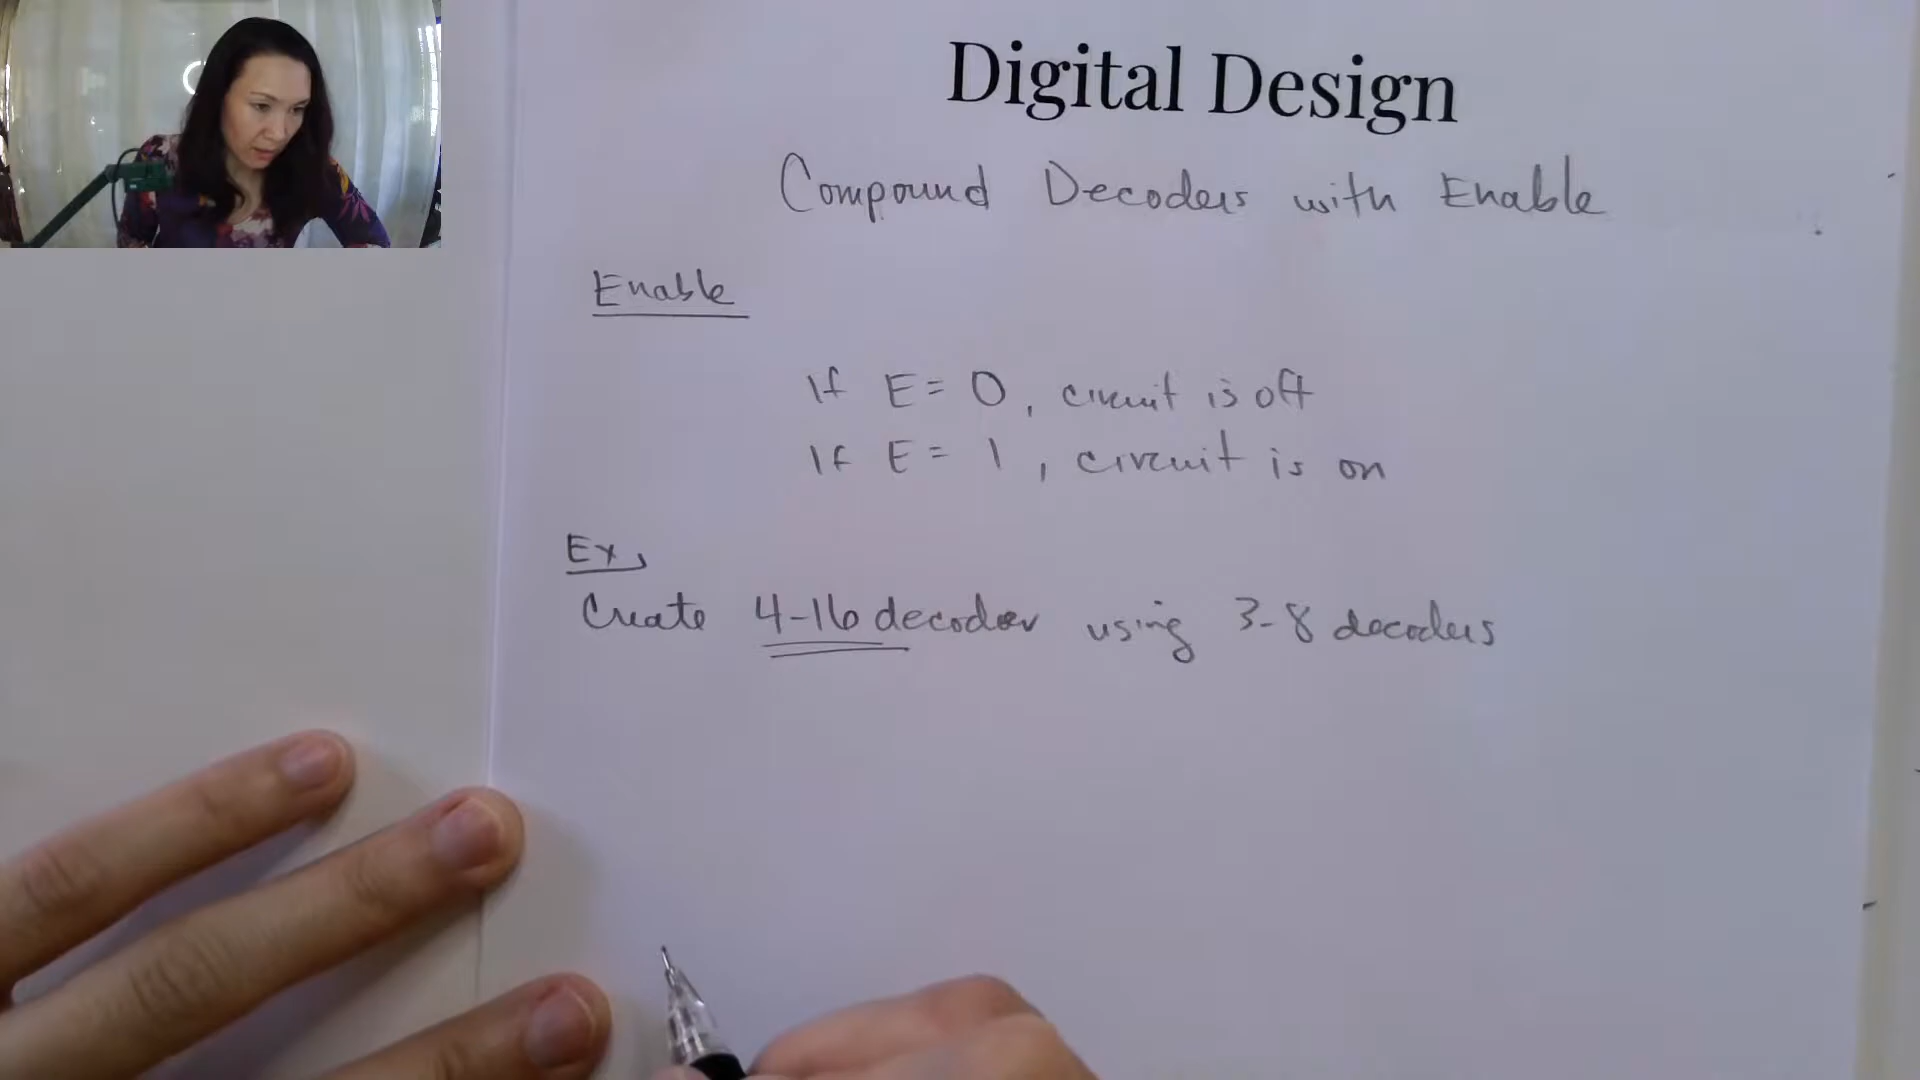 Digital Design
Compound Decoders with Enable
Enable
If E = 0, circuit is off
If E = 1, circuit is on
Ex,
Create 4-16 decoder using 3-8 decoders